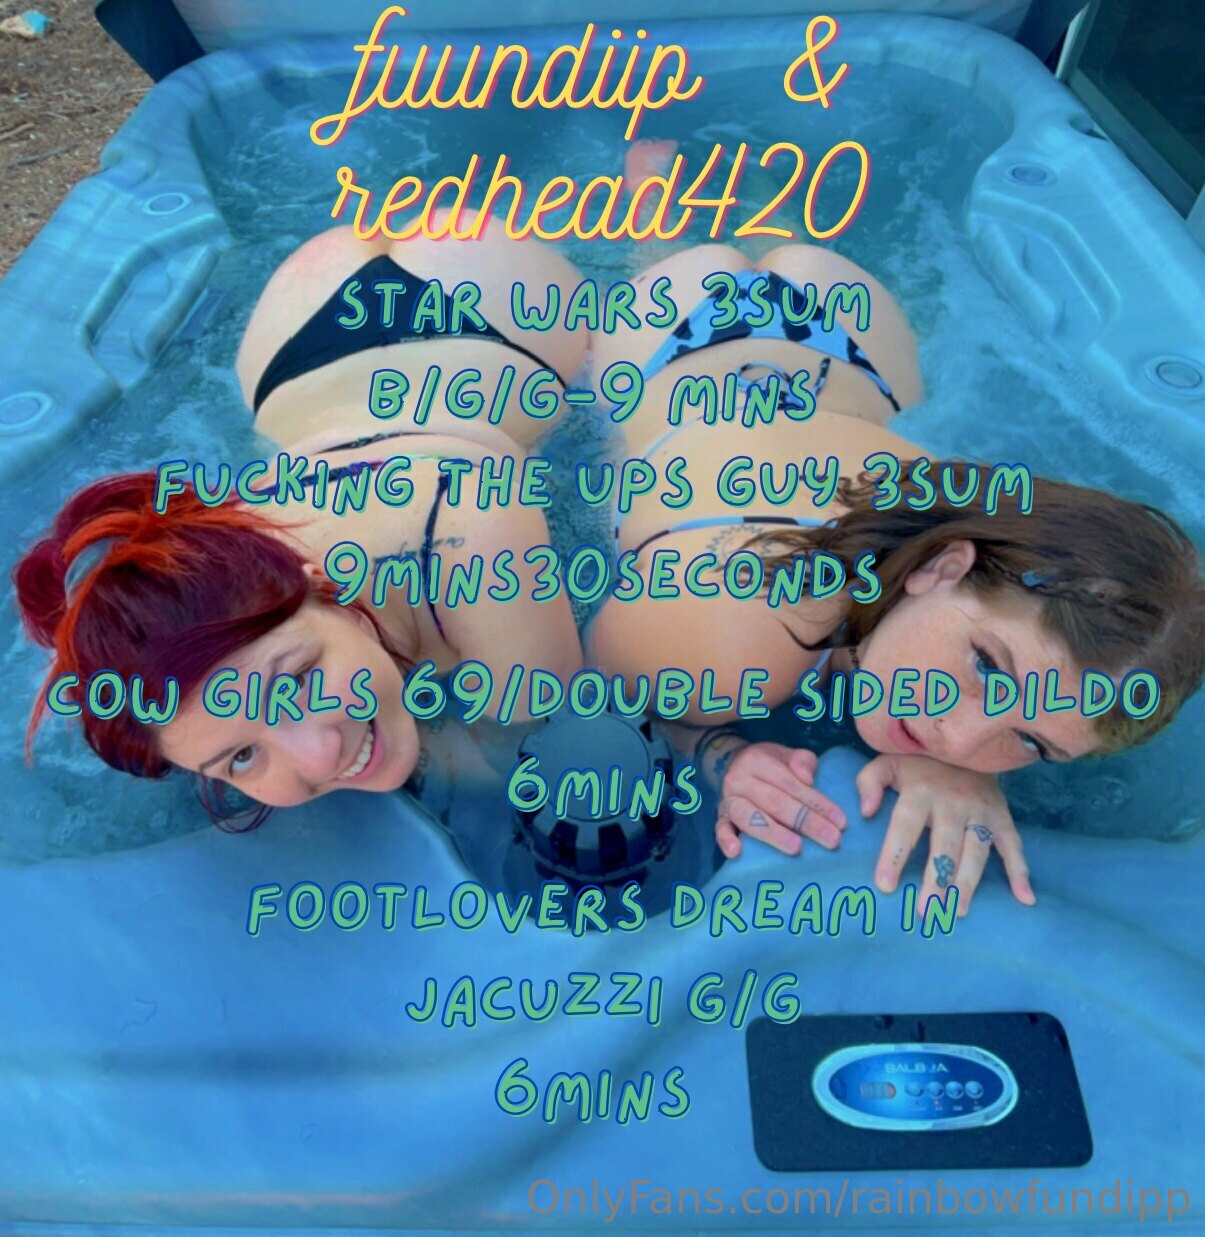 fuundiip &
redhead420
STAR WARS 3SUM
B/G/G-9 MINS
FUCKING THE UPS GUY 3SUM
9MINS30SECONDS
COW GIRLS 69/DOUBLE SIDED DILDO
6MINS
FOOTLOVERS DREAM IN
JACUZZI G/G
6MINS
BALBOA
OnlyFans.com/rainbowfundipp